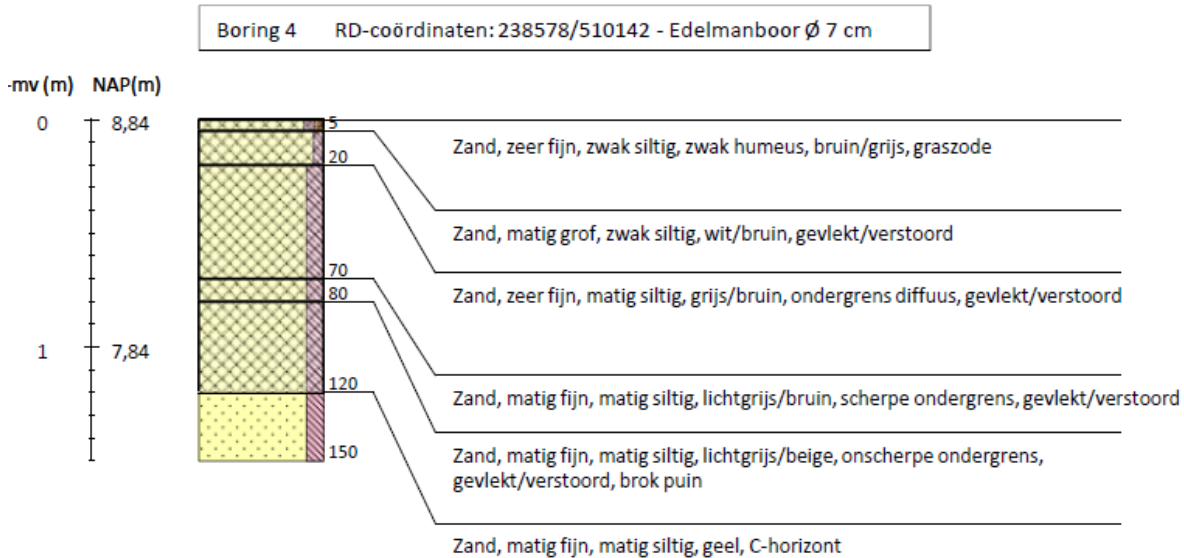 Boring 4 RD-coördinaten: 238578/510142 - Edelmanboor Ø 7 cm
-mv (m) NAP(m)
0 8,84
5
Zand, zeer fijn, zwak siltig, zwak humeus, bruin/grijs, graszode
20
Zand, matig grof, zwak siltig, wit/bruin, gevlekt/verstoord
70
Zand, zeer fijn, matig siltig, grijs/bruin, ondergrens diffuus, gevlekt/verstoord
80
1 7,84
120
Zand, matig fijn, matig siltig, lichtgrijs/bruin, scherpe ondergrens, gevlekt/verstoord
150
Zand, matig fijn, matig siltig, lichtgrijs/beige, onscherpe ondergrens,
gevlekt/verstoord, brok puin
Zand, matig fijn, matig siltig, geel, C-horizont